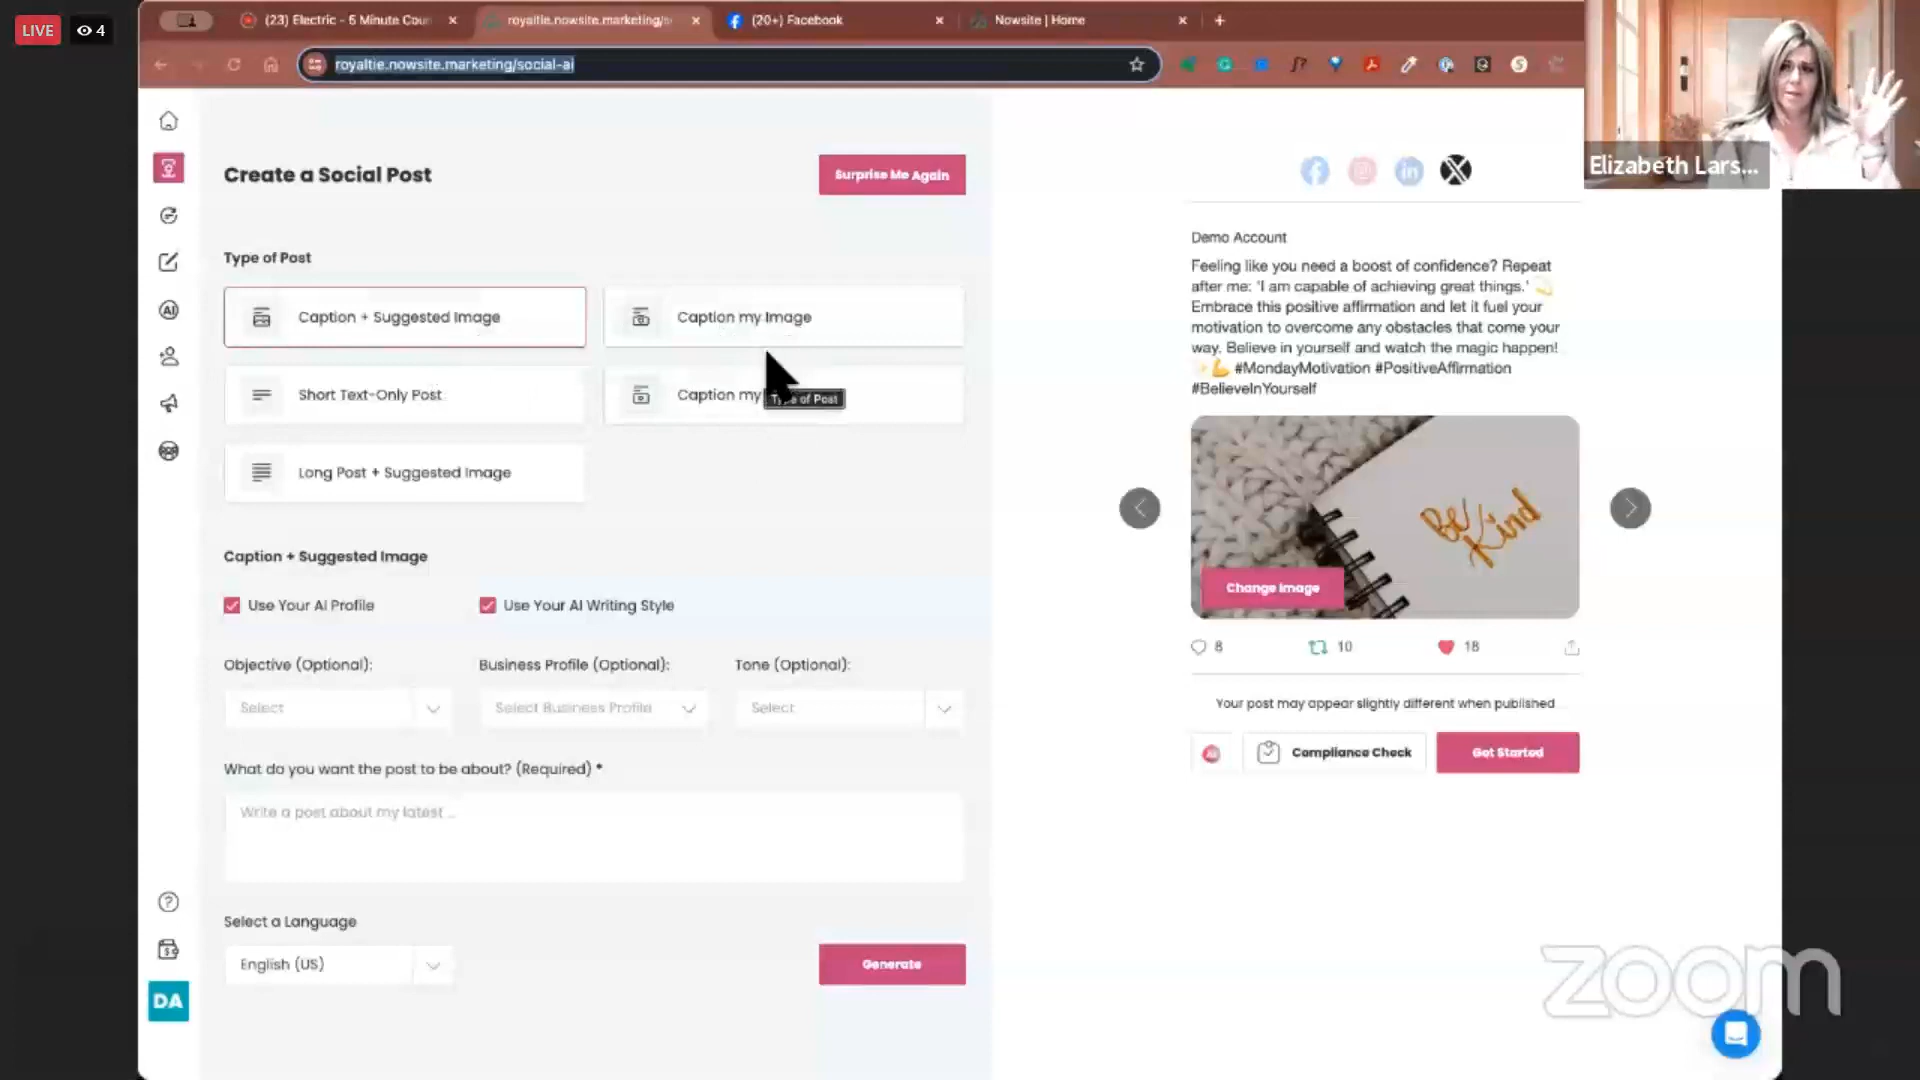 LIVE 4
(23) Electric - 5 Minute Coun
royaltie.nowsite.marketing/s
(20+) Facebook
Nowsite | Home
royaltie.nowsite.marketing/social-ai
Elizabeth Lars...
Create a Social Post
Surprise Me Again
Type of Post
Caption + Suggested Image
Caption my Image
Short Text-Only Post
Caption my
Type of Post
Long Post + Suggested Image
Caption + Suggested Image
Use Your AI Profile
Use Your AI Writing Style
Objective (Optional):
Business Profile (Optional):
Tone (Optional):
Select
Select Business Profile
Select
What do you want the post to be about? (Required) *
Write a post about my latest ...
Select a Language
English (US)
Generate
AI
DA
Demo Account
Feeling like you need a boost of confidence? Repeat
after me: 'I am capable of achieving great things.' 💫
Embrace this positive affirmation and let it fuel your
motivation to overcome any obstacles that come your
way. Believe in yourself and watch the magic happen!
✨💪 #MondayMotivation #PositiveAffirmation
#BelieveInYourself
Be
Kind
Change Image
8
10
18
Your post may appear slightly different when published
Compliance Check
Get Started
zoom